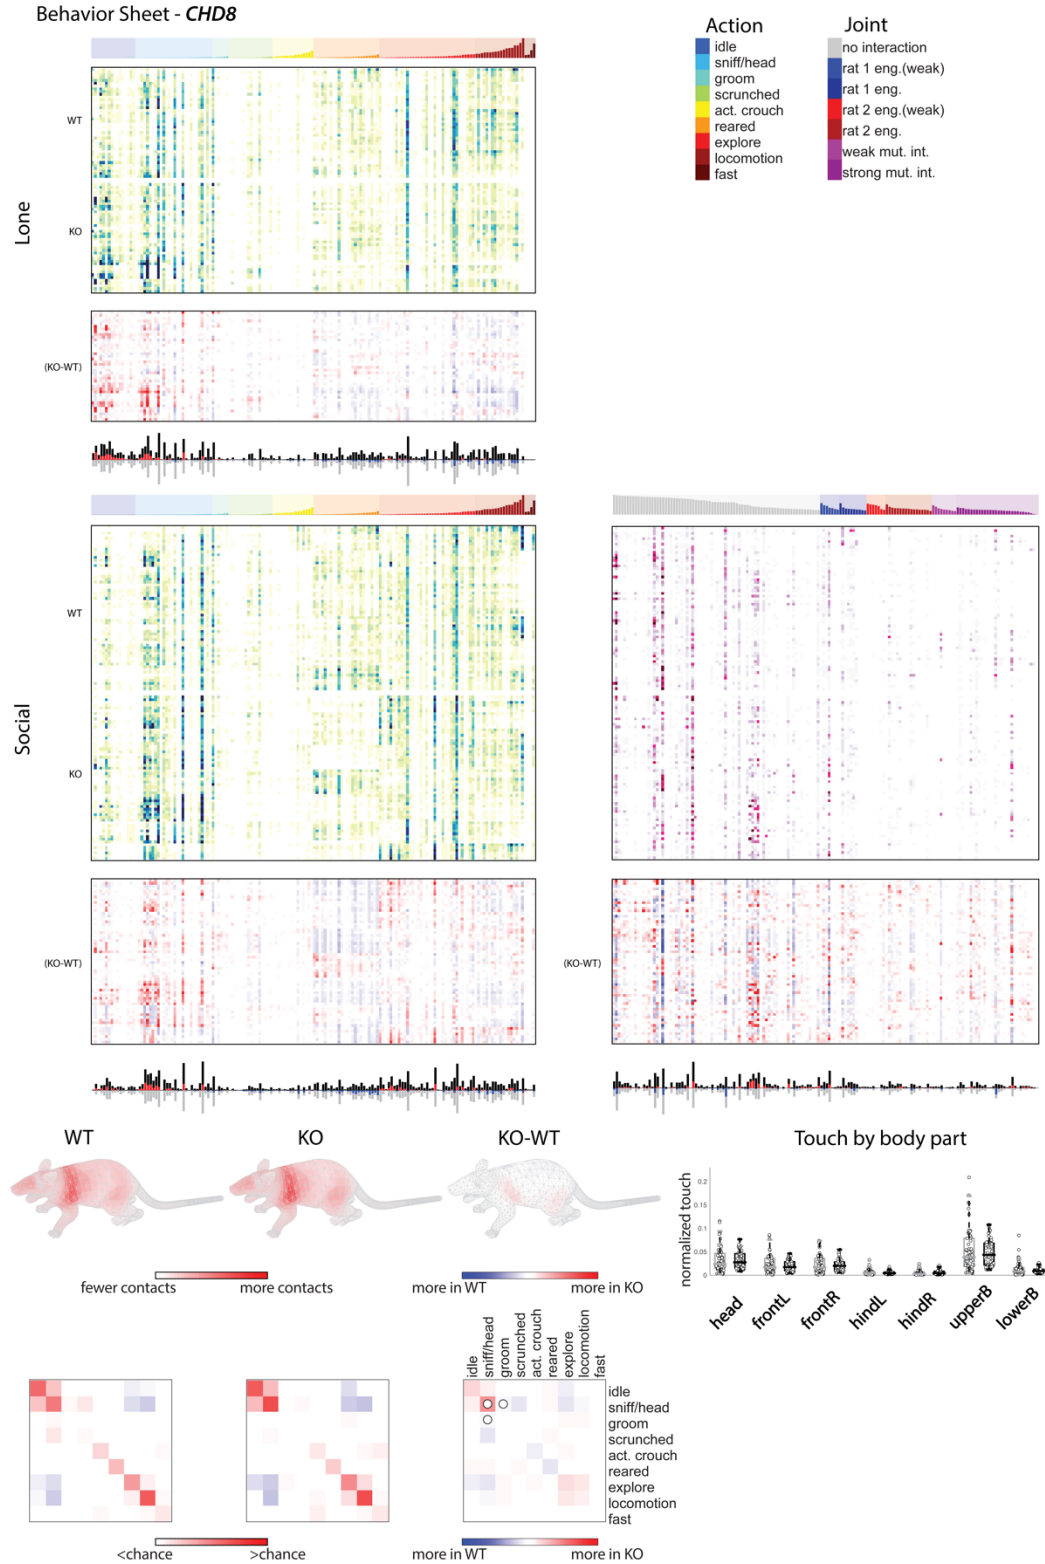 Behavior Sheet - CHD8
Action
idle
sniff/head
groom
scrunched
act. crouch
reared
explore
locomotion
fast
Joint
no interaction
rat 1 eng.(weak)
rat 1 eng.
rat 2 eng.(weak)
rat 2 eng.
weak mut. int.
strong mut. int.
Lone
WT
KO
(KO-WT)
Social
WT
KO
(KO-WT)
(KO-WT)
WT
KO
KO-WT
fewer contacts
more contacts
more in WT
more in KO
Touch by body part
normalized touch
0.2
0.15
0.1
0.05
0
head
frontL
frontR
hindL
hindR
upperB
lowerB
idle
sniff/head
groom
scrunched
act. crouch
reared
explore
locomotion
fast
idle
sniff/head
groom
scrunched
act. crouch
reared
explore
locomotion
fast
<chance
>chance
more in WT
more in KO